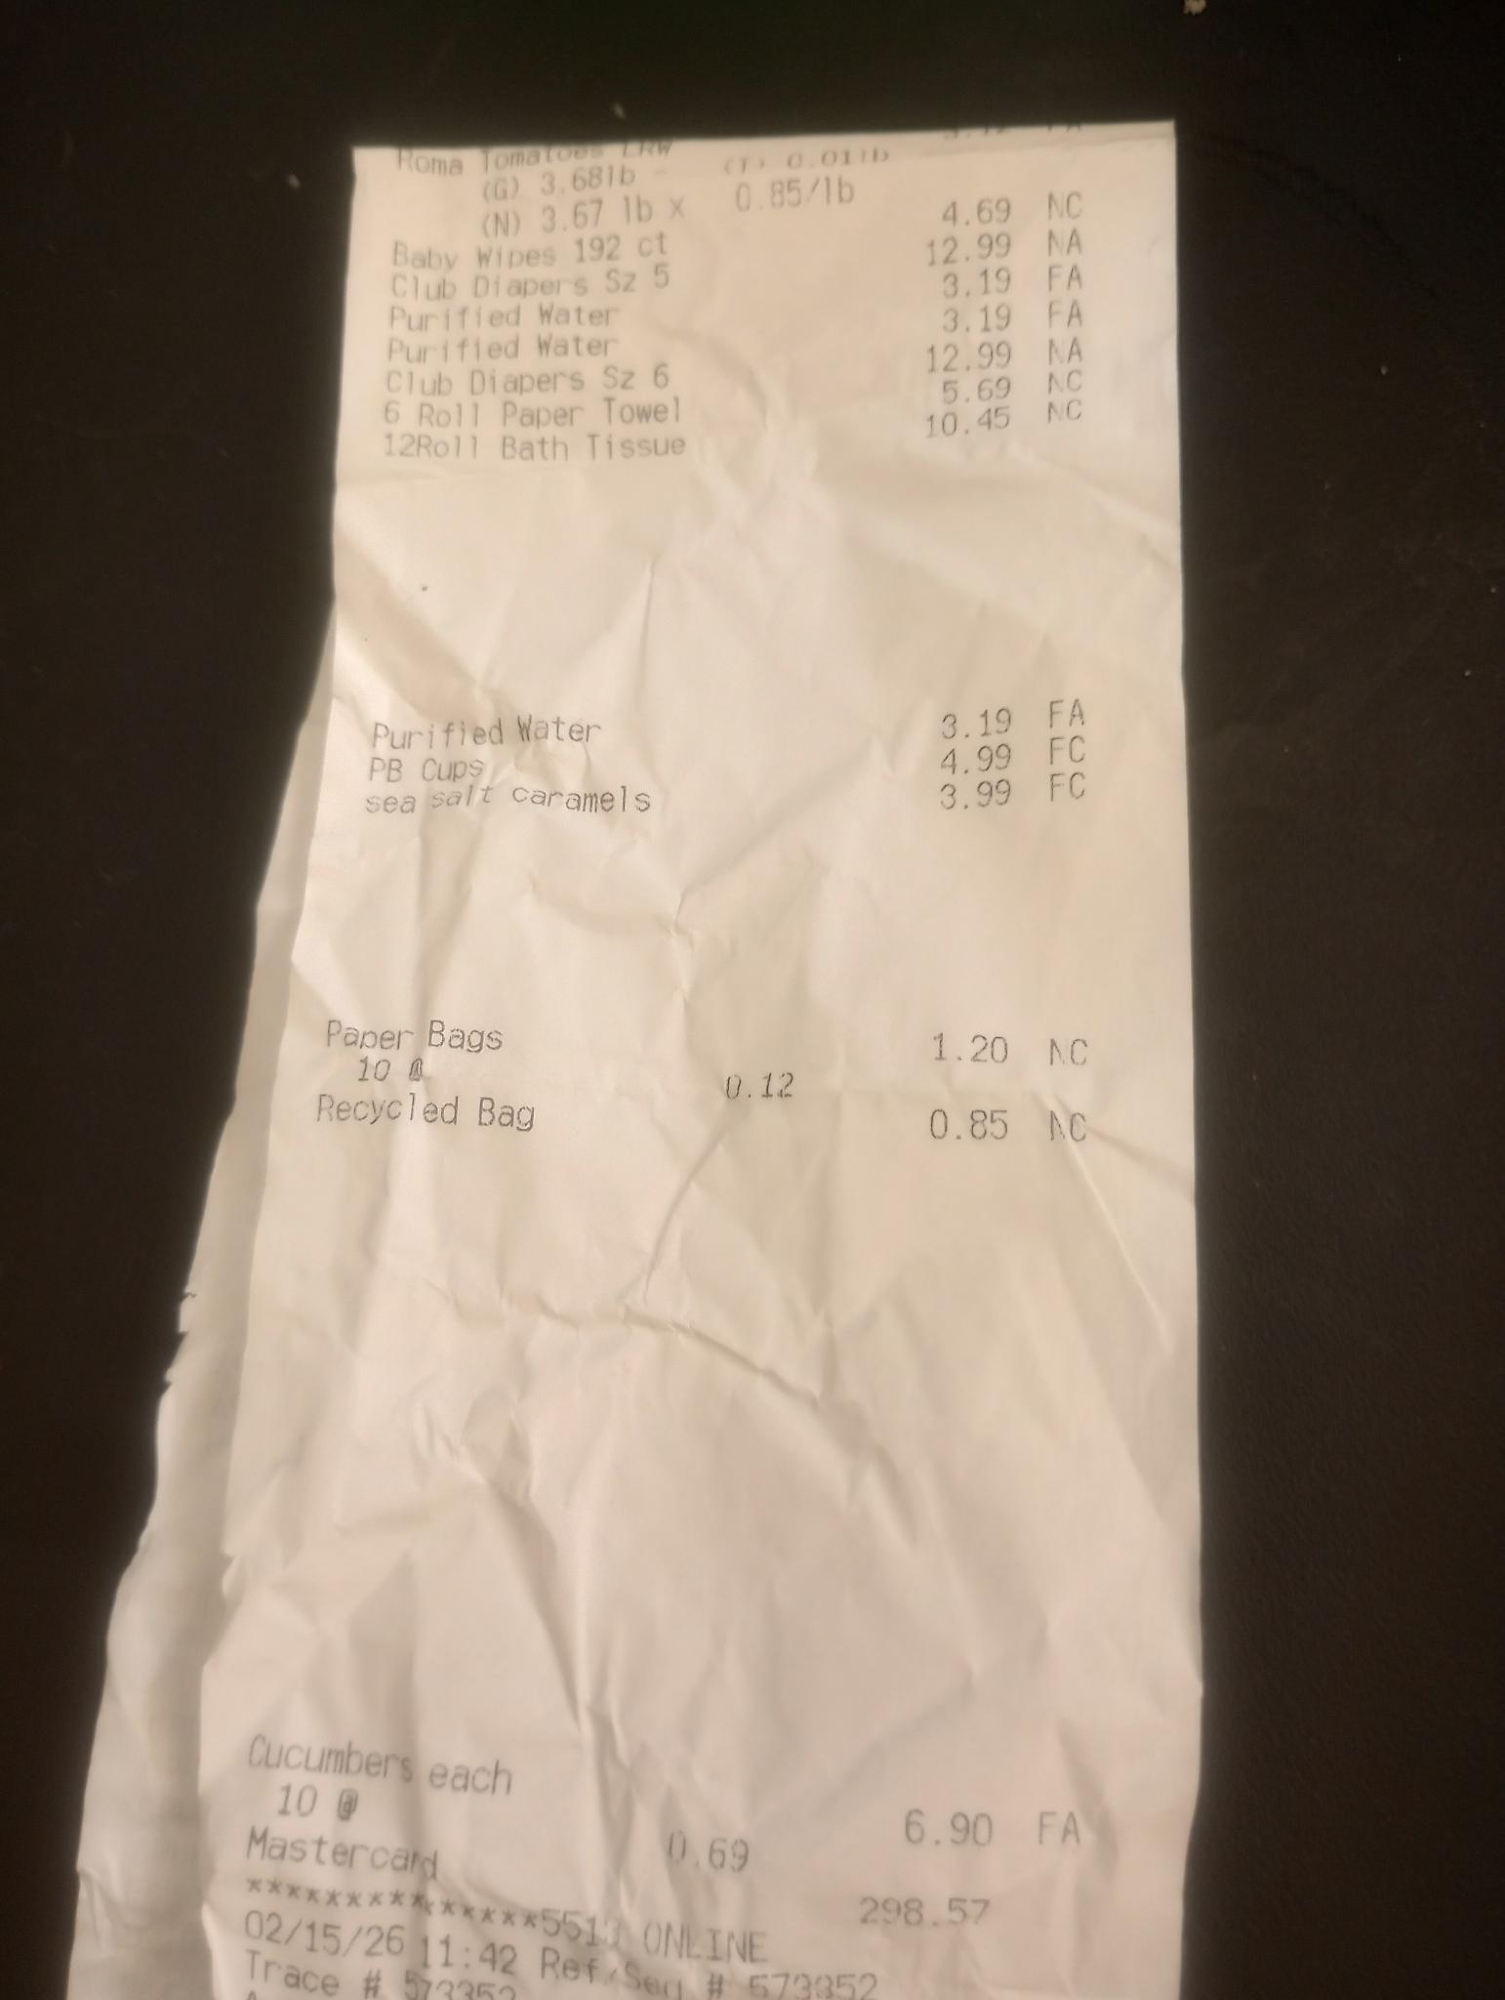 Roma Tomatoes LRW
(G) 3.68lb - (T) 0.01lb
(N) 3.67 lb x 0.85/lb
Baby Wipes 192 ct 4.69 NC
Club Diapers Sz 5 12.99 NA
Purified Water 3.19 FA
Purified Water 3.19 FA
Club Diapers Sz 6 12.99 NA
6 Roll Paper Towel 5.69 NC
12Roll Bath Tissue 10.45 NC
Purified Water 3.19 FA
PB Cups 4.99 FC
sea salt caramels 3.99 FC
Paper Bags 1.20 NC
10 @ 0.12
Recycled Bag 0.85 NC
Cucumbers each 6.90 FA
10 @ 0.69
Mastercard 298.57
ONLINE
02/15/26 11:42 Ref/Seq # 573352
Trace # 573352